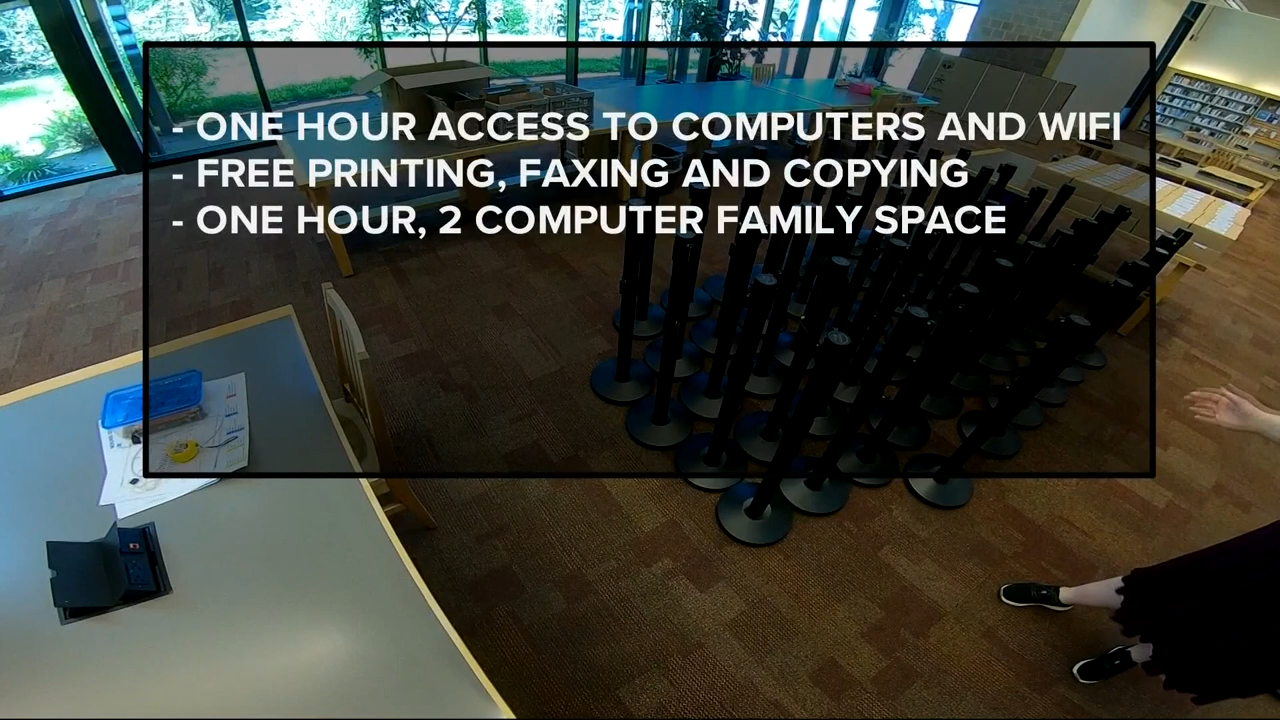 - ONE HOUR ACCESS TO COMPUTERS AND WIFI
- FREE PRINTING, FAXING AND COPYING
- ONE HOUR, 2 COMPUTER FAMILY SPACE